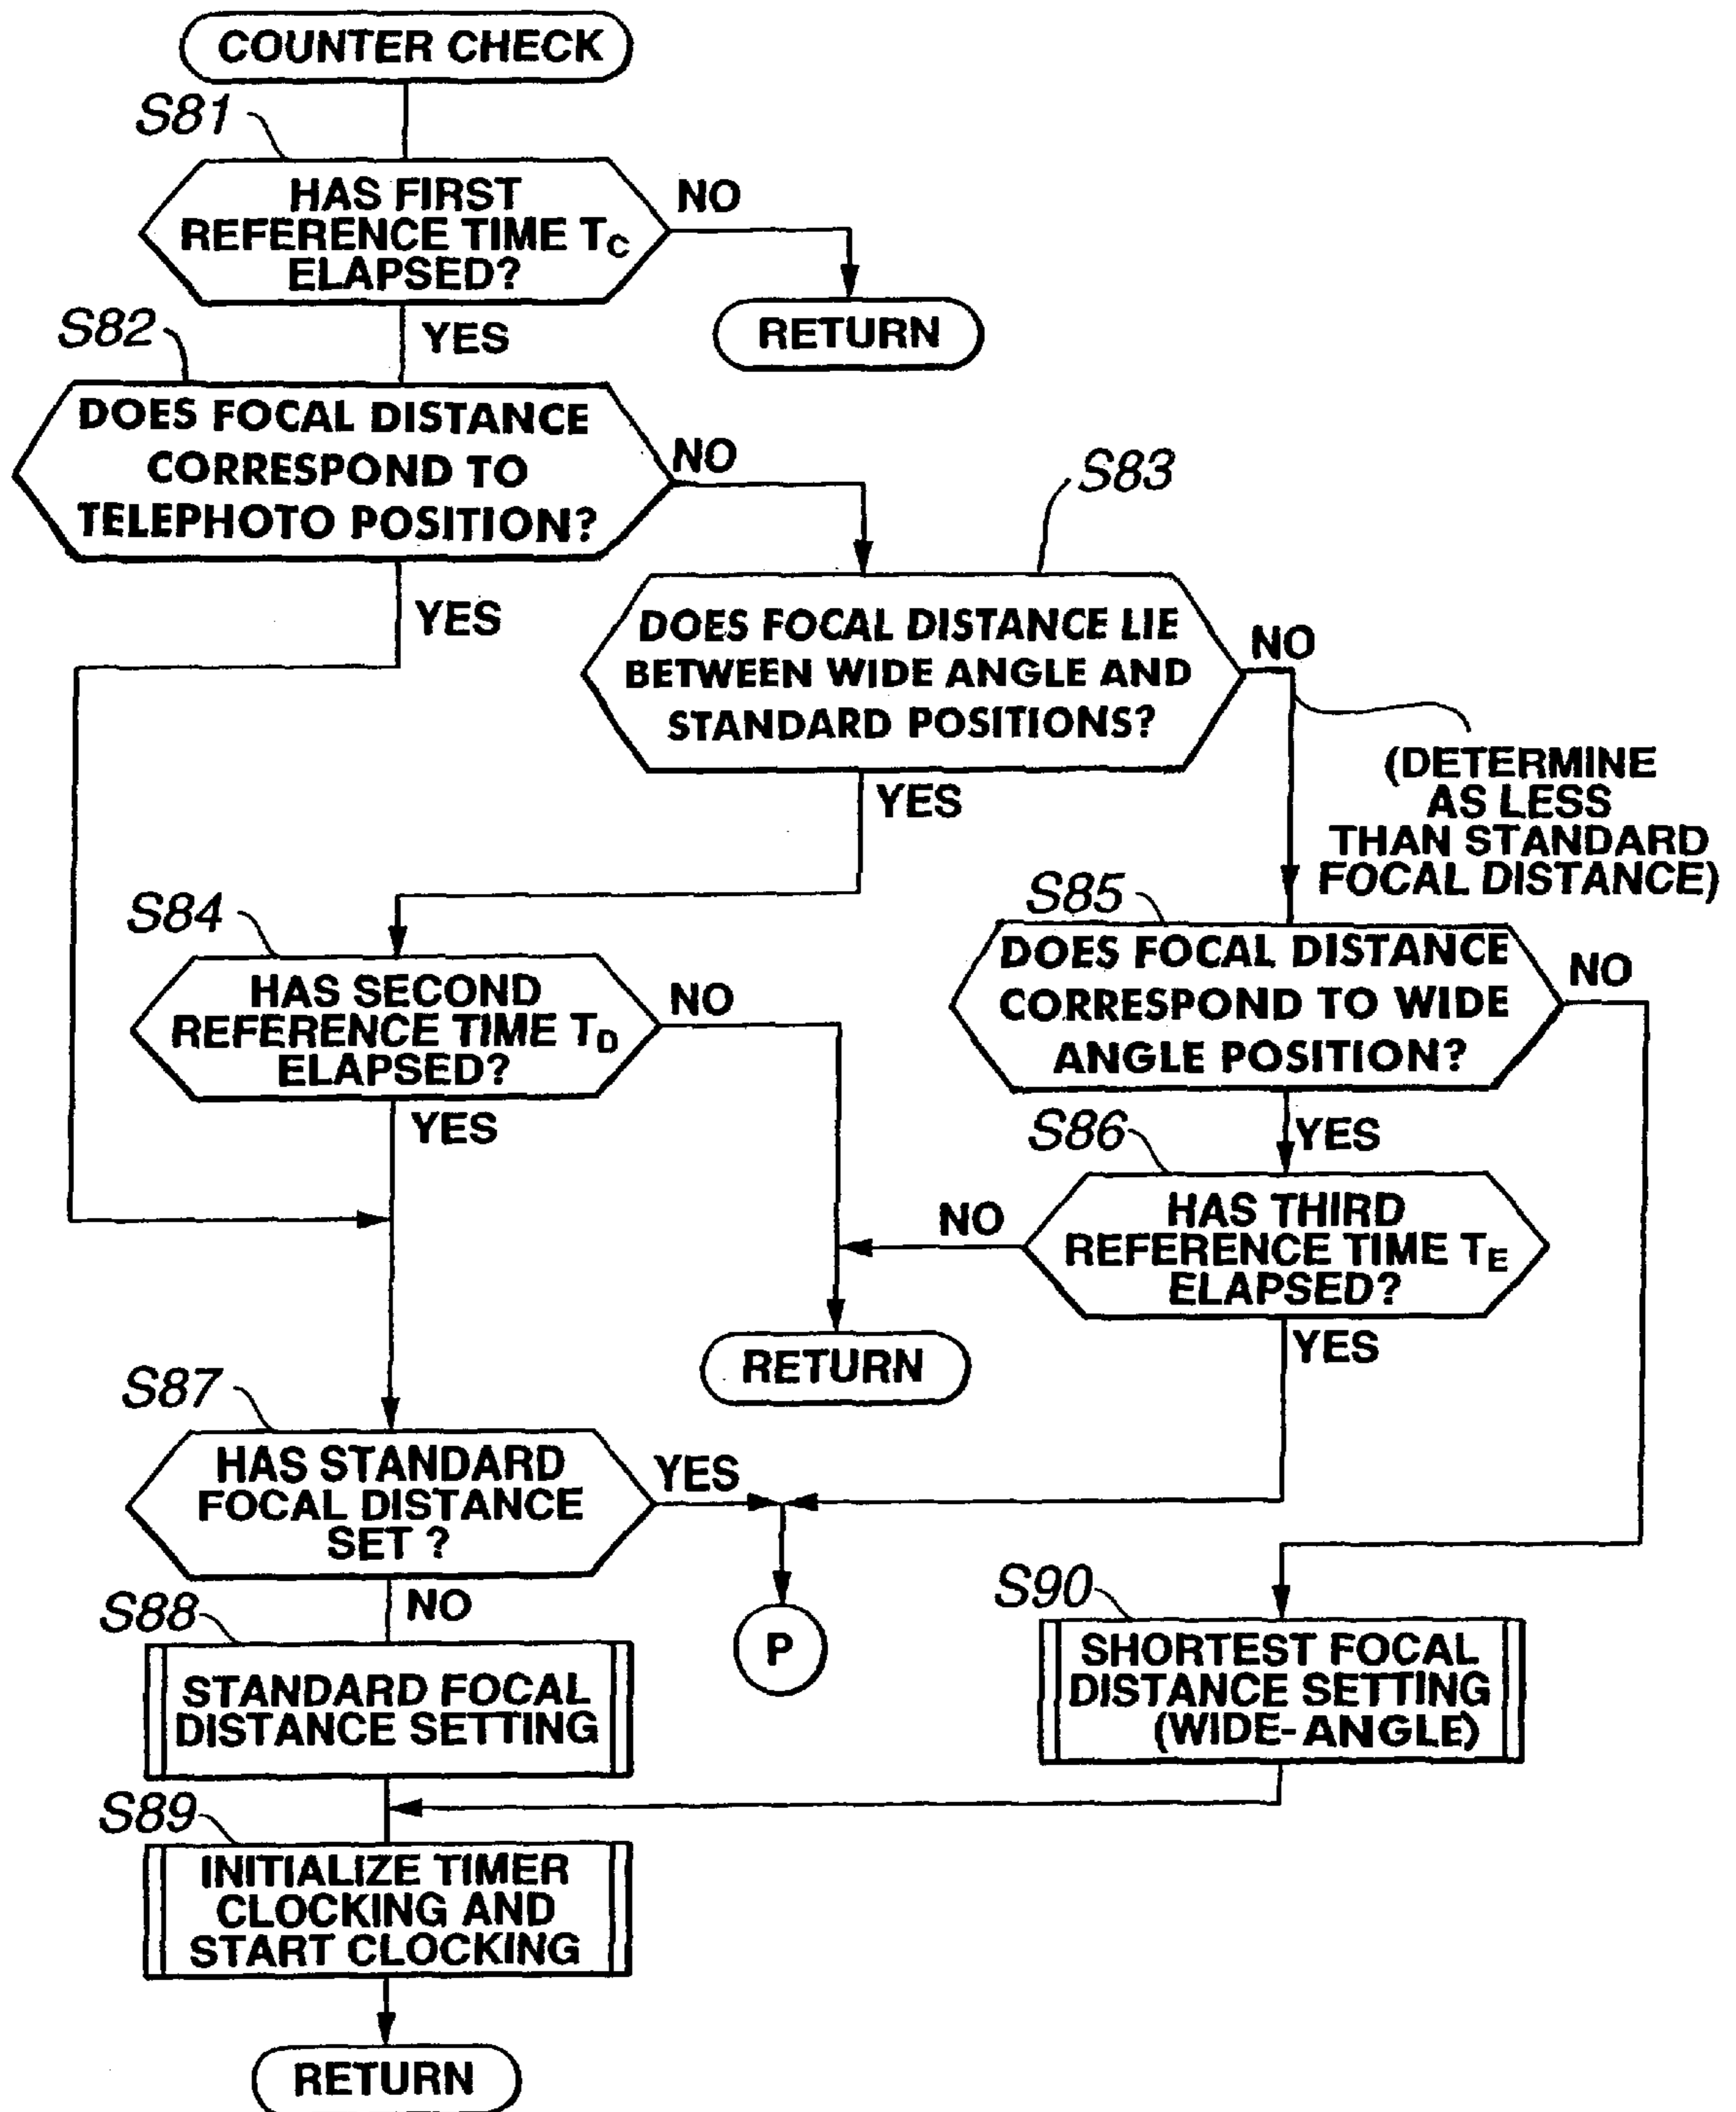 COUNTER CHECK
S81
HAS FIRST
REFERENCE TIME TC
ELAPSED?
NO
RETURN
YES
S82
DOES FOCAL DISTANCE
CORRESPOND TO
TELEPHOTO POSITION?
NO
YES
S83
DOES FOCAL DISTANCE LIE
BETWEEN WIDE ANGLE AND
STANDARD POSITIONS?
NO
YES
(DETERMINE
AS LESS
THAN STANDARD
FOCAL DISTANCE)
S84
HAS SECOND
REFERENCE TIME TD
ELAPSED?
NO
YES
S85
DOES FOCAL DISTANCE
CORRESPOND TO WIDE
ANGLE POSITION?
NO
YES
S86
HAS THIRD
REFERENCE TIME TE
ELAPSED?
NO
YES
RETURN
S87
HAS STANDARD
FOCAL DISTANCE
SET ?
YES
NO
P
S88
STANDARD FOCAL
DISTANCE SETTING
S90
SHORTEST FOCAL
DISTANCE SETTING
(WIDE-ANGLE)
S89
INITIALIZE TIMER
CLOCKING AND
START CLOCKING
RETURN